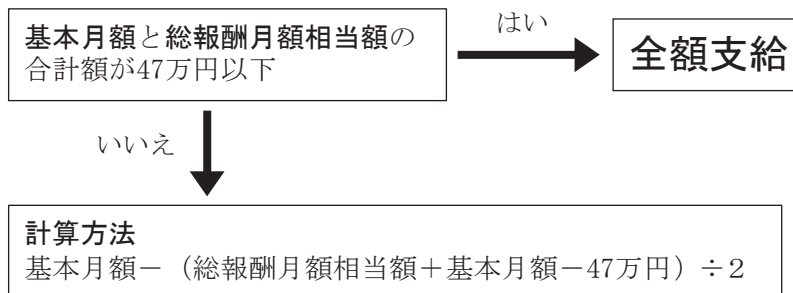 基本月額と総報酬月額相当額の
合計額が47万円以下
はい
全額支給
いいえ
計算方法
基本月額－（総報酬月額相当額＋基本月額－47万円）÷2